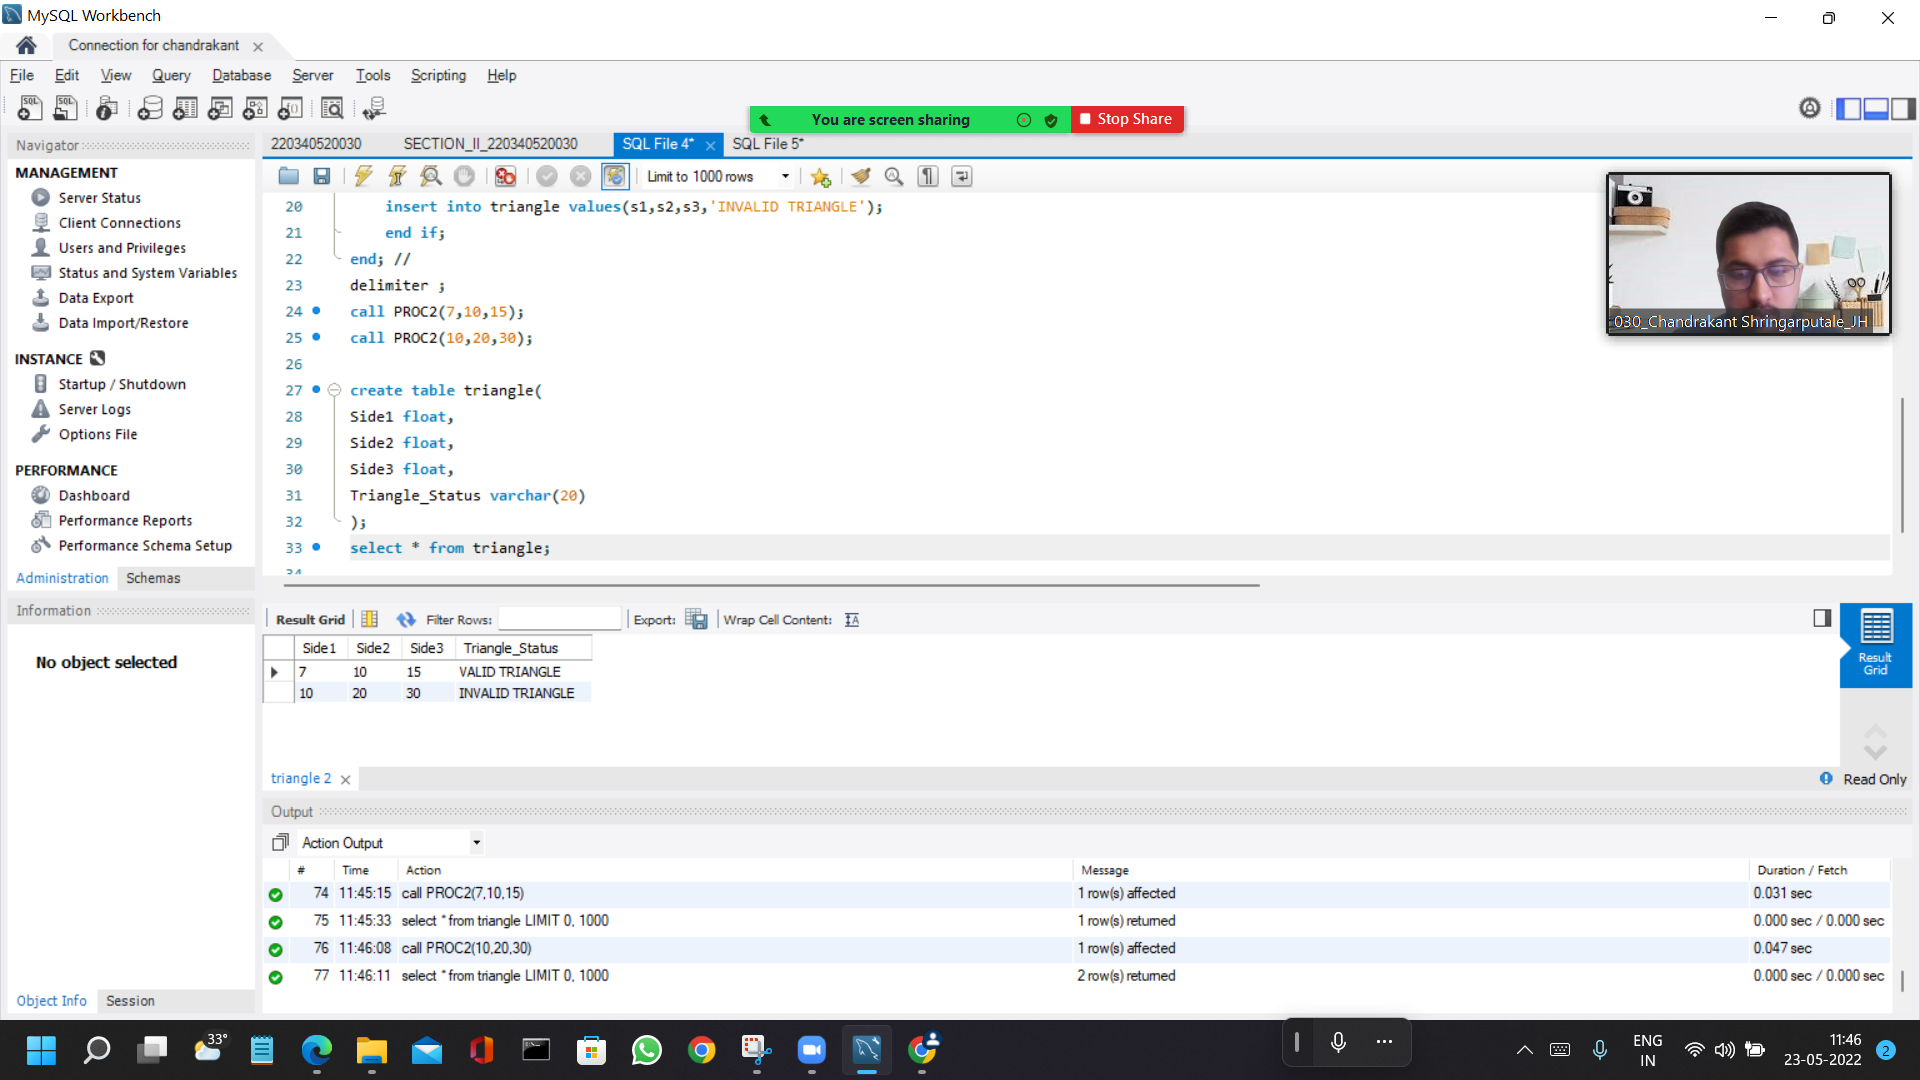 MySQL Workbench
Connection for chandrakant
File Edit View Query Database Server Tools Scripting Help
You are screen sharing Stop Share
Navigator
MANAGEMENT
Server Status
Client Connections
Users and Privileges
Status and System Variables
Data Export
Data Import/Restore
INSTANCE
Startup / Shutdown
Server Logs
Options File
PERFORMANCE
Dashboard
Performance Reports
Performance Schema Setup
Administration Schemas
Information
No object selected
Object Info Session
220340520030 SECTION_II_220340520030 SQL File 4* SQL File 5*
Limit to 1000 rows
20 insert into triangle values(s1,s2,s3,'INVALID TRIANGLE');
21 end if;
22 end; //
23 delimiter ;
24 call PROC2(7,10,15);
25 call PROC2(10,20,30);
26
27 create table triangle(
28 Side1 float,
29 Side2 float,
30 Side3 float,
31 Triangle_Status varchar(20)
32 );
33 select * from triangle;
34
030_Chandrakant Shringarputale_JH
Result Grid Filter Rows: Export: Wrap Cell Content:
Side1 Side2 Side3 Triangle_Status
7 10 15 VALID TRIANGLE
10 20 30 INVALID TRIANGLE
Result
Grid
triangle 2
Read Only
Output
Action Output
# Time Action Message Duration / Fetch
74 11:45:15 call PROC2(7,10,15) 1 row(s) affected 0.031 sec
75 11:45:33 select * from triangle LIMIT 0, 1000 1 row(s) returned 0.000 sec / 0.000 sec
76 11:46:08 call PROC2(10,20,30) 1 row(s) affected 0.047 sec
77 11:46:11 select * from triangle LIMIT 0, 1000 2 row(s) returned 0.000 sec / 0.000 sec
33°
ENG
IN
11:46
23-05-2022
2